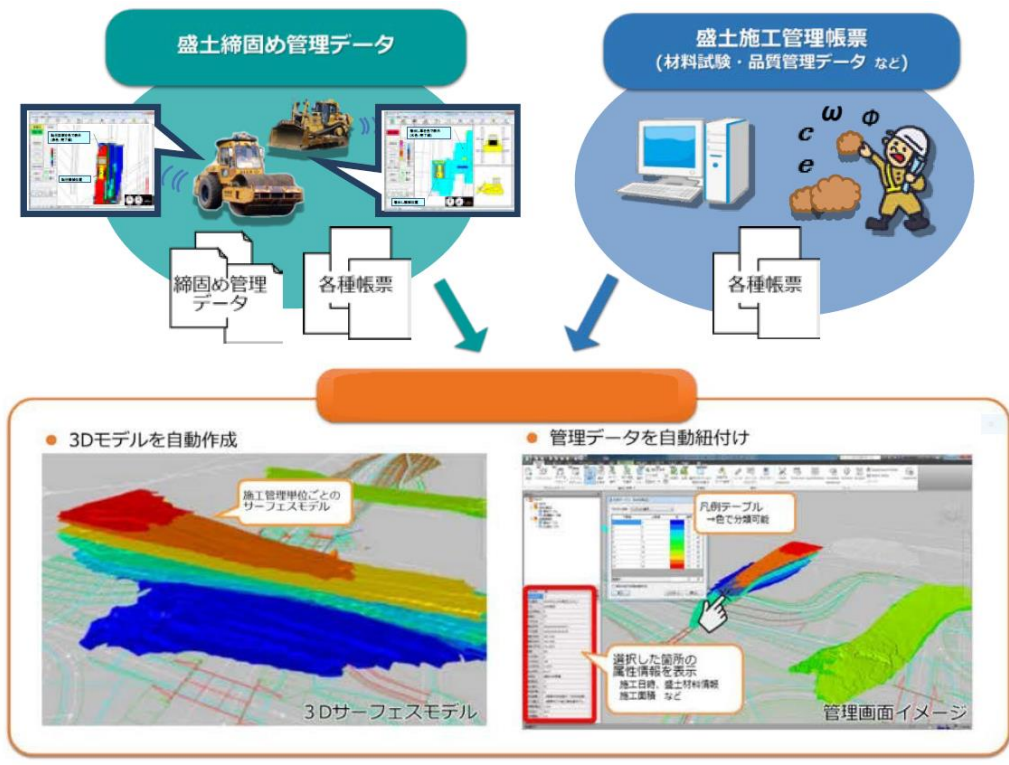 盛土締固め管理データ
盛土施工管理帳票
(材料試験・品質管理データ など)
ω
Φ
c
e
締固め管理
データ
各種帳票
各種帳票
● 3Dモデルを自動作成
施工管理単位ごとの
サーフェスモデル
3Dサーフェスモデル
● 管理データを自動紐付け
凡例テーブル
→色で分類可能
選択した箇所の
属性情報を表示
施工日時、盛土材料情報
施工面積 など
管理画面イメージ